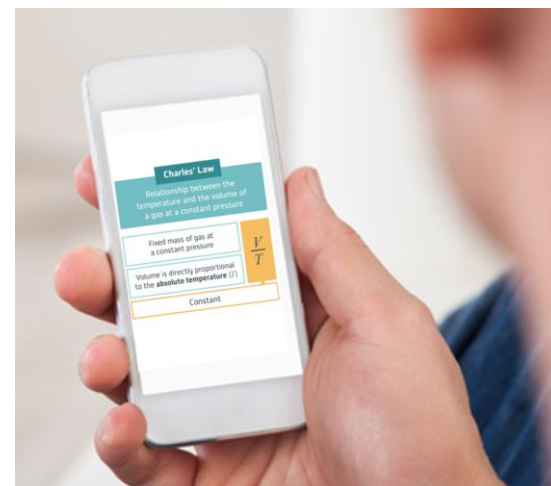 Charles' Law
Relationship between the
temperature and the volume of
a gas at a constant pressure
Fixed mass of gas at
a constant pressure
Volume is directly proportional
to the absolute temperature (T)
V
T
Constant